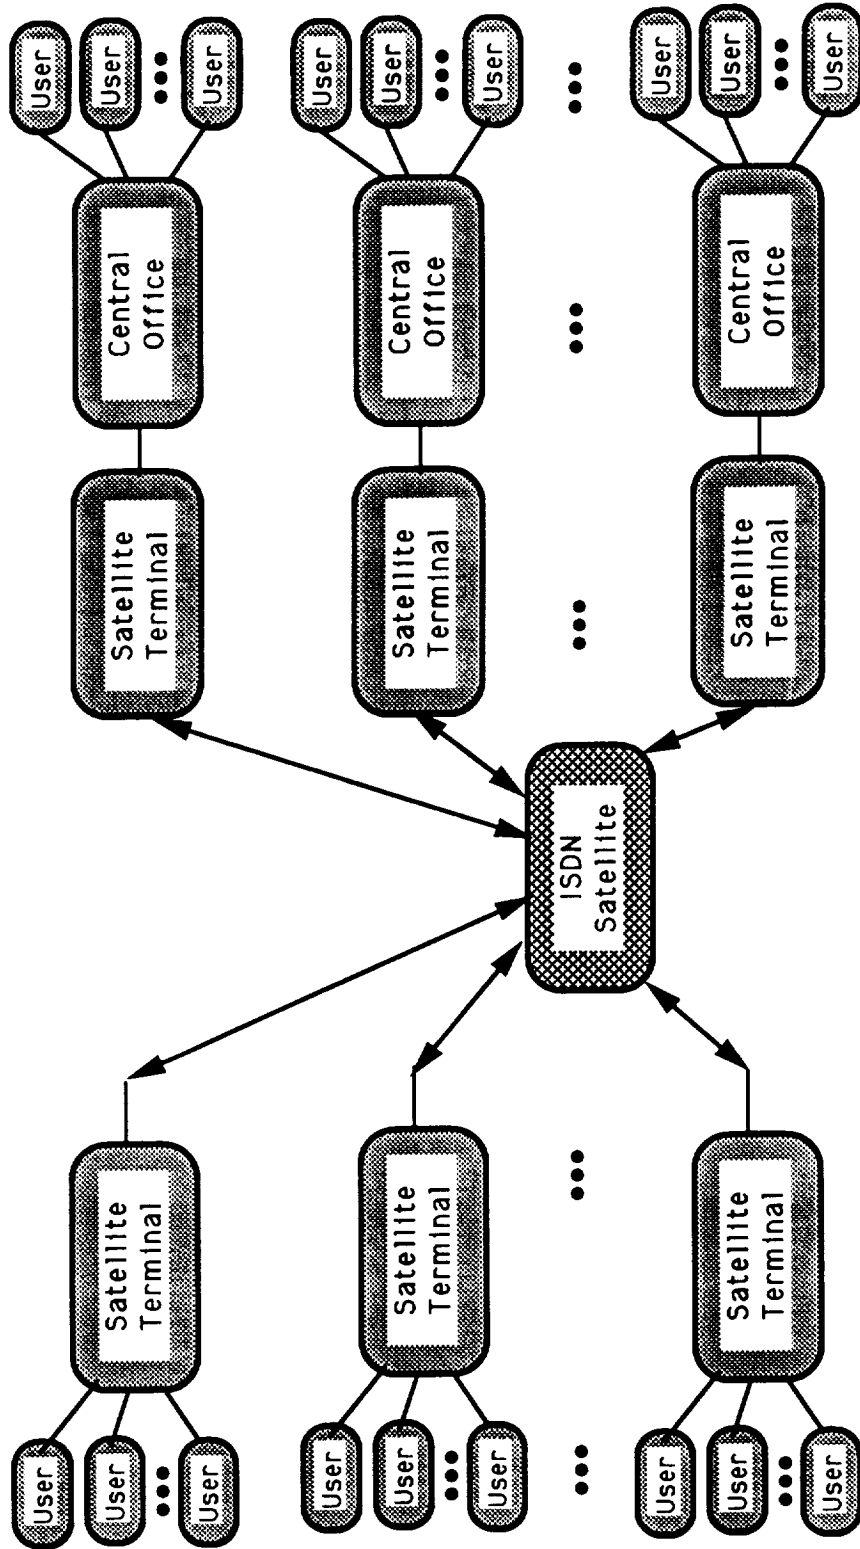 User
User
User
Satellite
Terminal
Satellite
Terminal
Central
Office
User
User
User
User
User
User
Satellite
Terminal
Satellite
Terminal
Central
Office
User
User
User
ISDN
Satellite
User
User
User
Satellite
Terminal
Satellite
Terminal
Central
Office
User
User
User